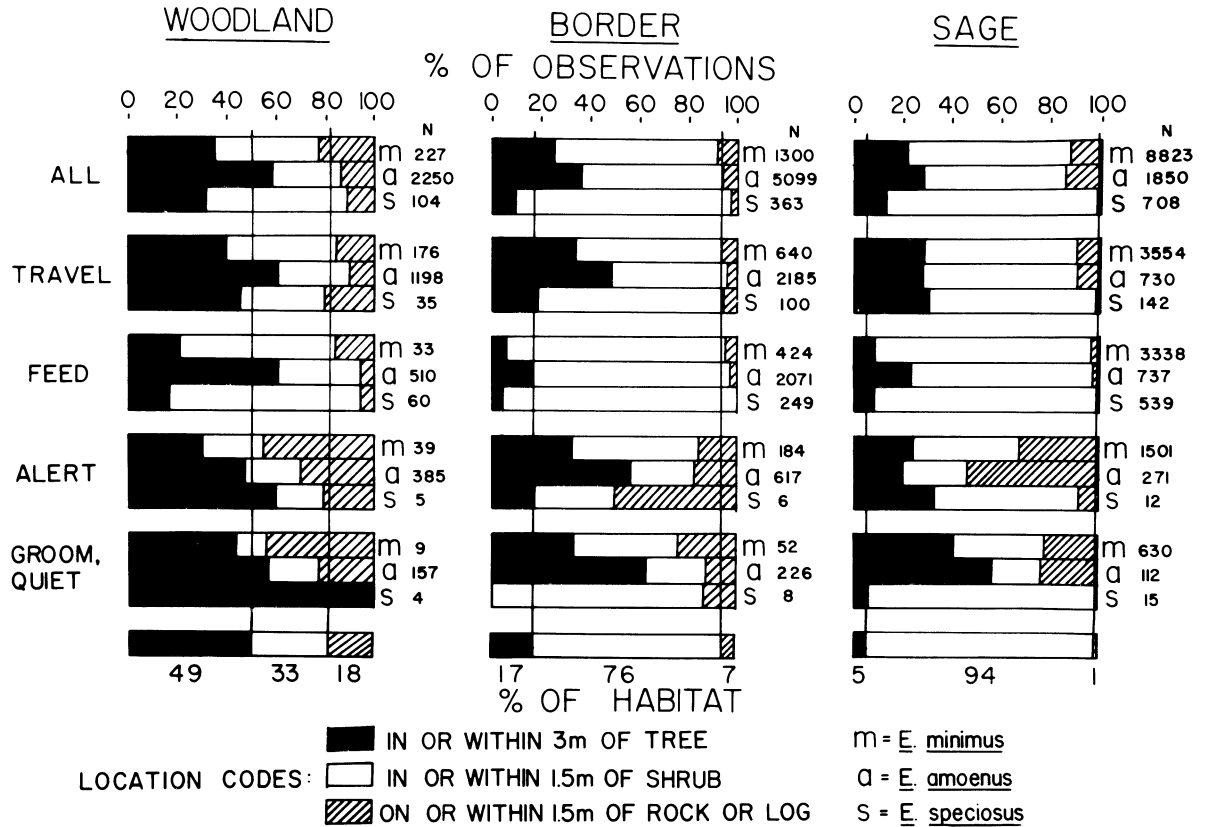 WOODLAND BORDER SAGE
% OF OBSERVATIONS
0 20 40 60 80 100 0 20 40 60 80 100 0 20 40 60 80 100
N N N
m 227 m 1300 m 8823
ALL a 2250 a 5099 a 1850
s 104 s 363 s 708
m 176 m 640 m 3554
TRAVEL a 1198 a 2185 a 730
s 35 s 100 s 142
m 33 m 424 m 3338
FEED a 510 a 2071 a 737
s 60 s 249 s 539
m 39 m 184 m 1501
ALERT a 385 a 617 a 271
s 5 s 6 s 12
m 9 m 52 m 630
GROOM, QUIET a 157 a 226 a 112
s 4 s 8 s 15
49 33 18 17 76 7 5 94 1
% OF HABITAT
IN OR WITHIN 3m OF TREE m = E. minimus
LOCATION CODES: IN OR WITHIN 1.5m OF SHRUB a = E. amoenus
ON OR WITHIN 1.5m OF ROCK OR LOG s = E. speciosus